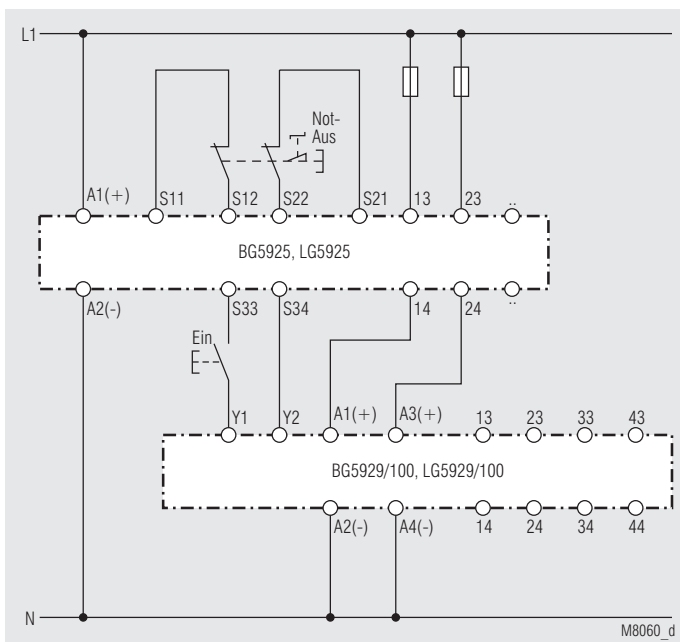 L1
Not-
Aus
A1(+) S11 S12 S22 S21 13 23 ..
BG5925, LG5925
A2(-) S33 S34 14 24 ..
Ein
Y1 Y2 A1(+) A3(+) 13 23 33 43
BG5929/100, LG5929/100
A2(-) A4(-) 14 24 34 44
N
M8060_d